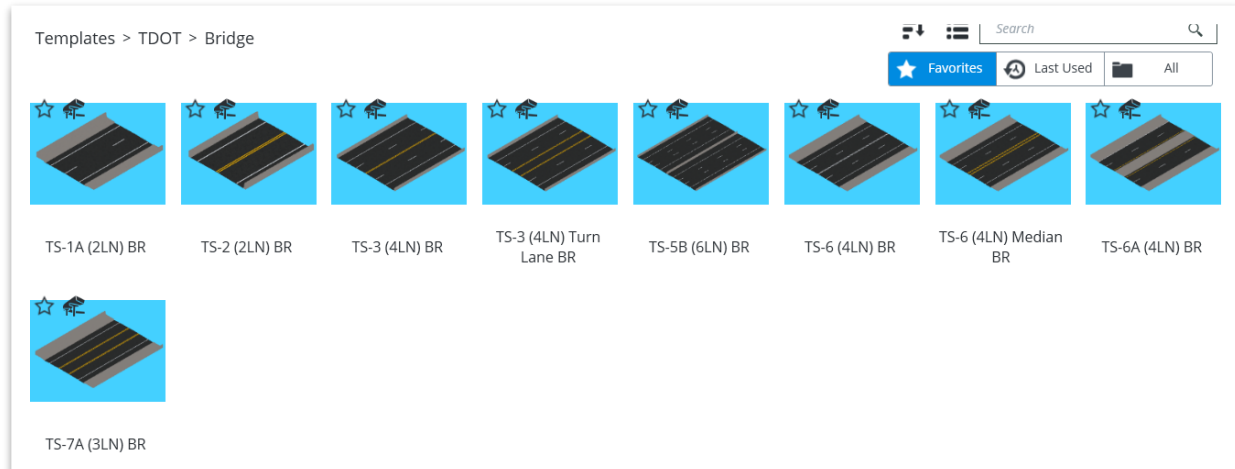 Templates > TDOT > Bridge
Search
Favorites Last Used All
TS-1A (2LN) BR TS-2 (2LN) BR TS-3 (4LN) BR TS-3 (4LN) Turn Lane BR TS-5B (6LN) BR TS-6 (4LN) BR TS-6 (4LN) Median BR TS-6A (4LN) BR
TS-7A (3LN) BR